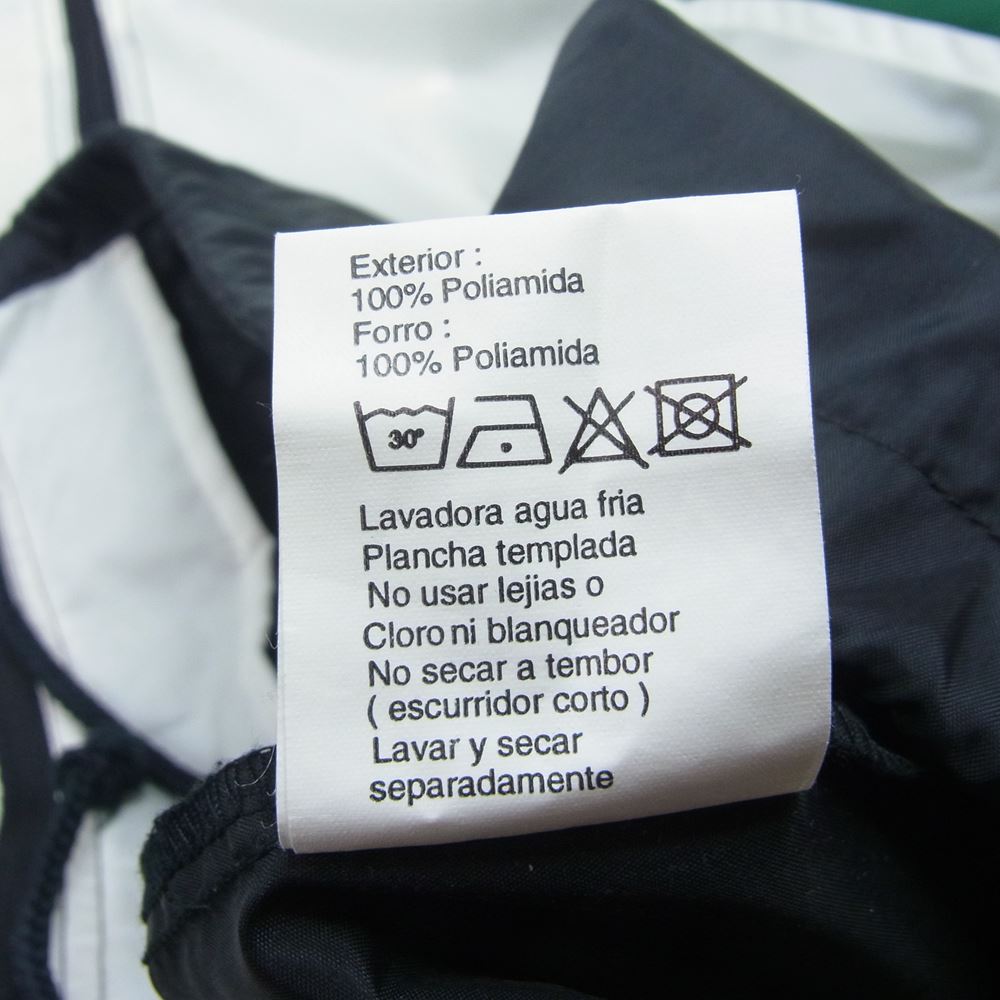 Exterior :
100% Poliamida
Forro :
100% Poliamida
30º
Lavadora agua fria
Plancha templada
No usar lejias o
Cloro ni blanqueador
No secar a tembor
( escurridor corto )
Lavar y secar
separadamente